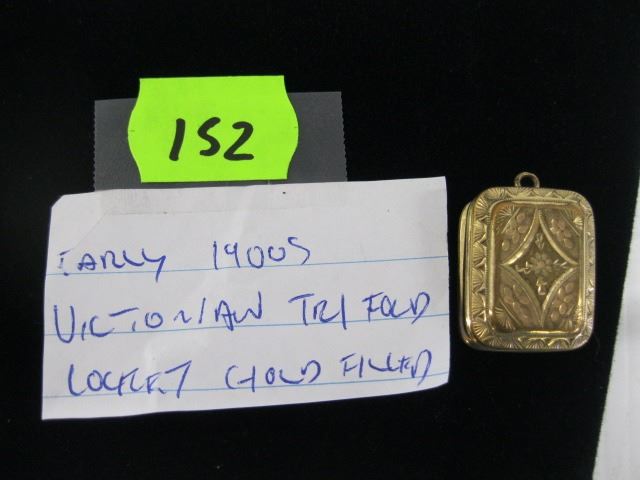 152
EARLY 1900S
VICTORIAN TRI FOLD
LOCKET GOLD FILLED